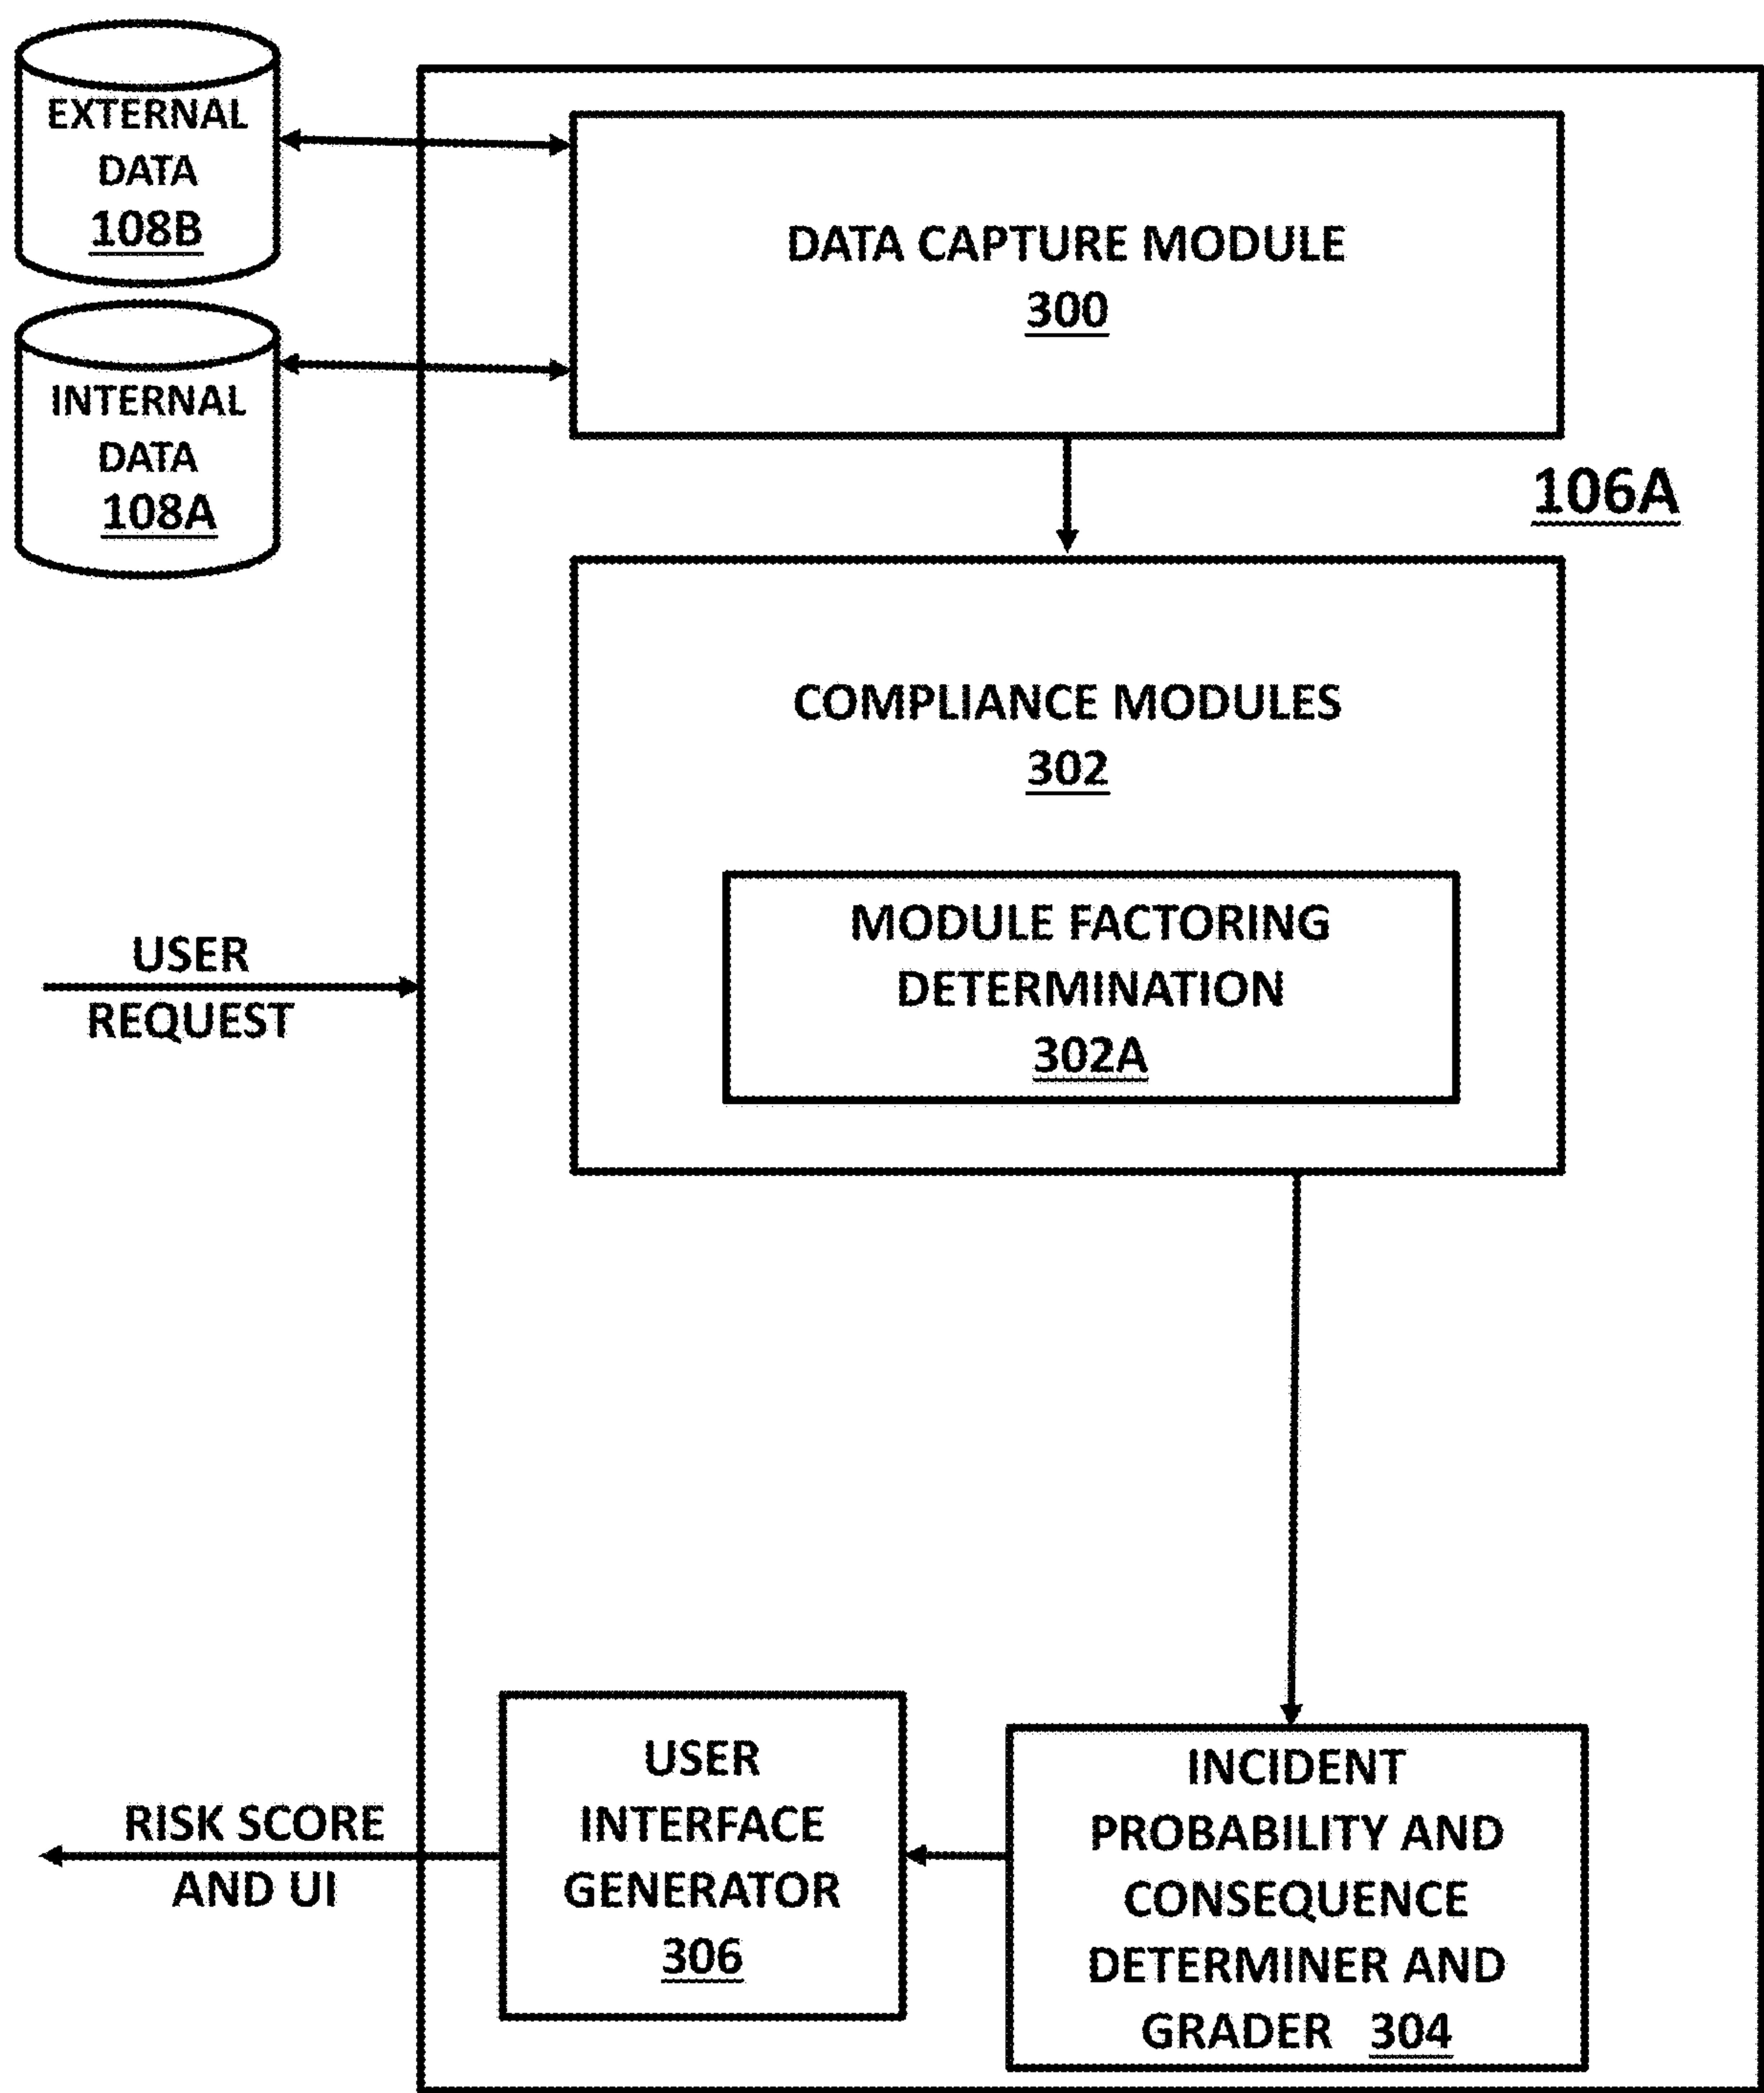 EXTERNAL
DATA
108B
INTERNAL
DATA
108A
DATA CAPTURE MODULE
300
106A
COMPLIANCE MODULES
302
MODULE FACTORING
DETERMINATION
302A
USER
REQUEST
USER
INTERFACE
GENERATOR
306
INCIDENT
PROBABILITY AND
CONSEQUENCE
DETERMINER AND
GRADER 304
RISK SCORE
AND UI